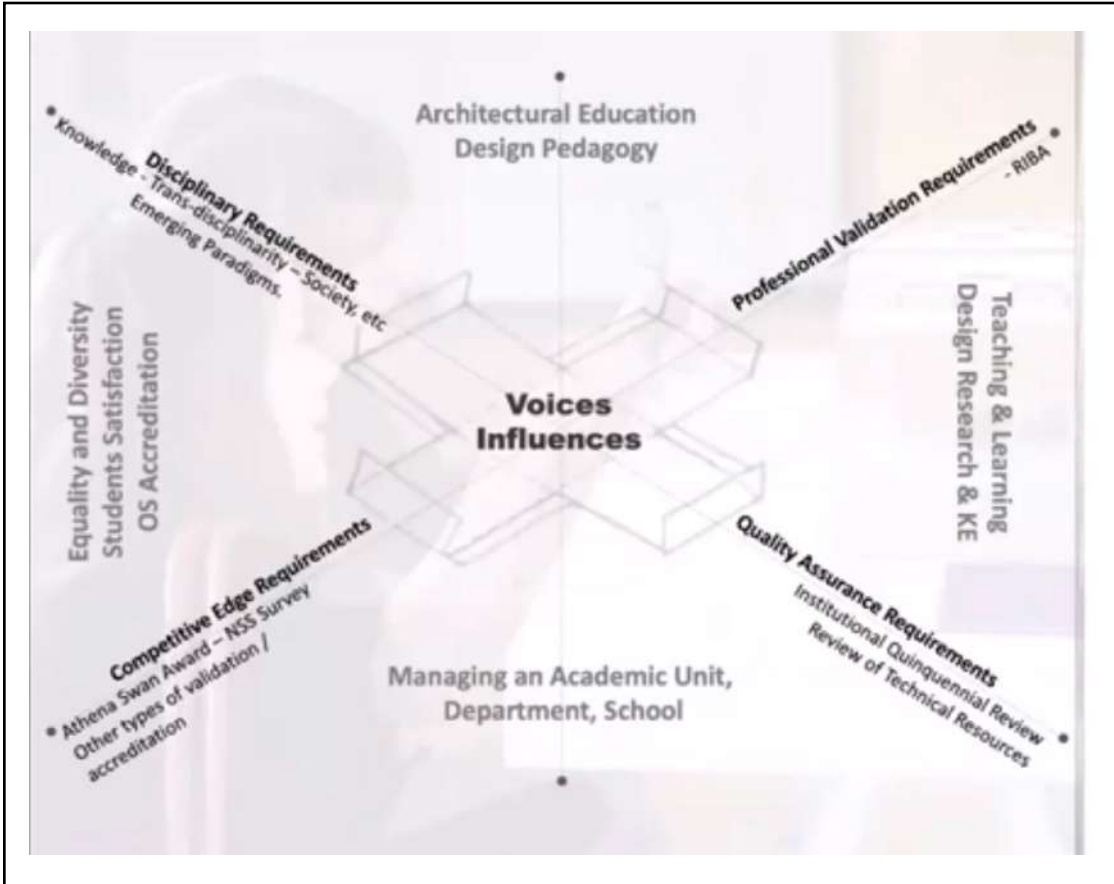 Architectural Education
Design Pedagogy
Disciplinary Requirements
Knowledge - Trans-disciplinarity – Society, etc
Emerging Paradigms.
Professional Validation Requirements
- RIBA
Equality and Diversity
Students Satisfaction
OS Accreditation
Voices
Influences
Teaching & Learning
Design Research & KE
Competitive Edge Requirements
Athena Swan Award – NSS Survey
Other types of validation /
accreditation
Quality Assurance Requirements
Institutional Quinquennial Review
Review of Technical Resources
Managing an Academic Unit,
Department, School